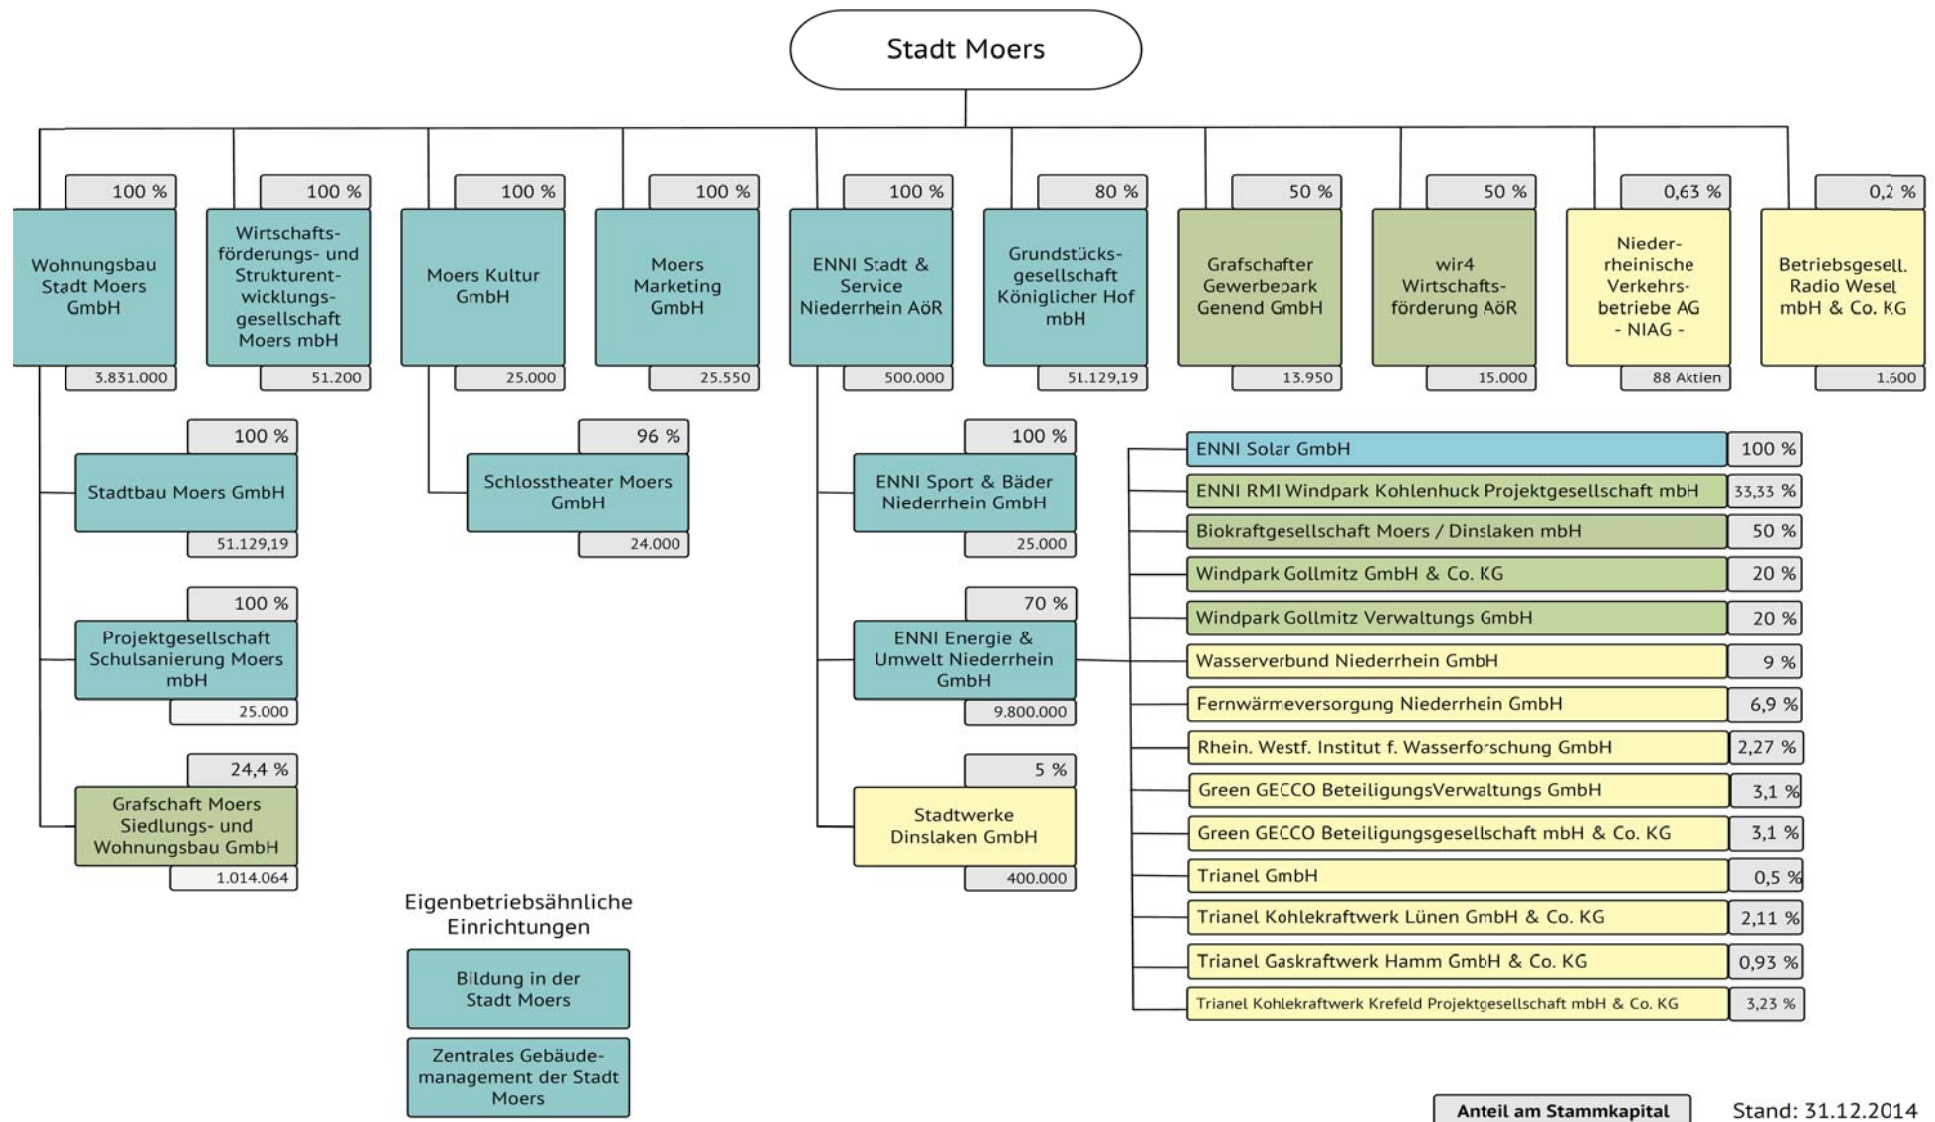 Stadt Moers
100 %
Wohnungsbau
Stadt Moers
GmbH
3.831.000
100 %
Wirtschafts-
förderungs- und
Strukturent-
wicklungs-
gesellschaft
Moers mbH
51.200
100 %
Moers Kultur
GmbH
25.000
100 %
Moers
Marketing
GmbH
25.550
100 %
ENNI Stadt &
Service
Niederrhein AöR
500.000
80 %
Grundstücks-
gesellschaft
Königlicher Hof
mbH
51.129,19
50 %
Grafschafter
Gewerbepark
Genend GmbH
13.950
50 %
wir4
Wirtschafts-
förderung AöR
15.000
0,63 %
Nieder-
rheinische
Verkehrs-
betriebe AG
- NIAG -
88 Aktien
0,2 %
Betriebsgesell.
Radio Wesel
mbH & Co. KG
1.600
100 %
Stadtbau Moers GmbH
51.129,19
100 %
Projektgesellschaft
Schulsanierung Moers
mbH
25.000
24,4 %
Grafschaft Moers
Siedlungs- und
Wohnungsbau GmbH
1.014.064
96 %
Schlosstheater Moers
GmbH
24.000
100 %
ENNI Sport & Bäder
Niederrhein GmbH
25.000
70 %
ENNI Energie &
Umwelt Niederrhein
GmbH
9.800.000
5 %
Stadtwerke
Dinslaken GmbH
400.000
ENNI Solar GmbH 100 %
ENNI RMI Windpark Kohlenhuck Projektgesellschaft mbH 33,33 %
Biokraftgesellschaft Moers / Dinslaken mbH 50 %
Windpark Gollmitz GmbH & Co. KG 20 %
Windpark Gollmitz Verwaltungs GmbH 20 %
Wasserverbund Niederrhein GmbH 9 %
Fernwärmeversorgung Niederrhein GmbH 6,9 %
Rhein. Westf. Institut f. Wasserforschung GmbH 2,27 %
Green GECCO BeteiligungsVerwaltungs GmbH 3,1 %
Green GECCO Beteiligungsgesellschaft mbH & Co. KG 3,1 %
Trianel GmbH 0,5 %
Trianel Kohlekraftwerk Lünen GmbH & Co. KG 2,11 %
Trianel Gaskraftwerk Hamm GmbH & Co. KG 0,93 %
Trianel Kohlekraftwerk Krefeld Projektgesellschaft mbH & Co. KG 3,23 %
Eigenbetriebsähnliche
Einrichtungen
Bildung in der
Stadt Moers
Zentrales Gebäude-
management der Stadt
Moers
Anteil am Stammkapital
Stand: 31.12.2014